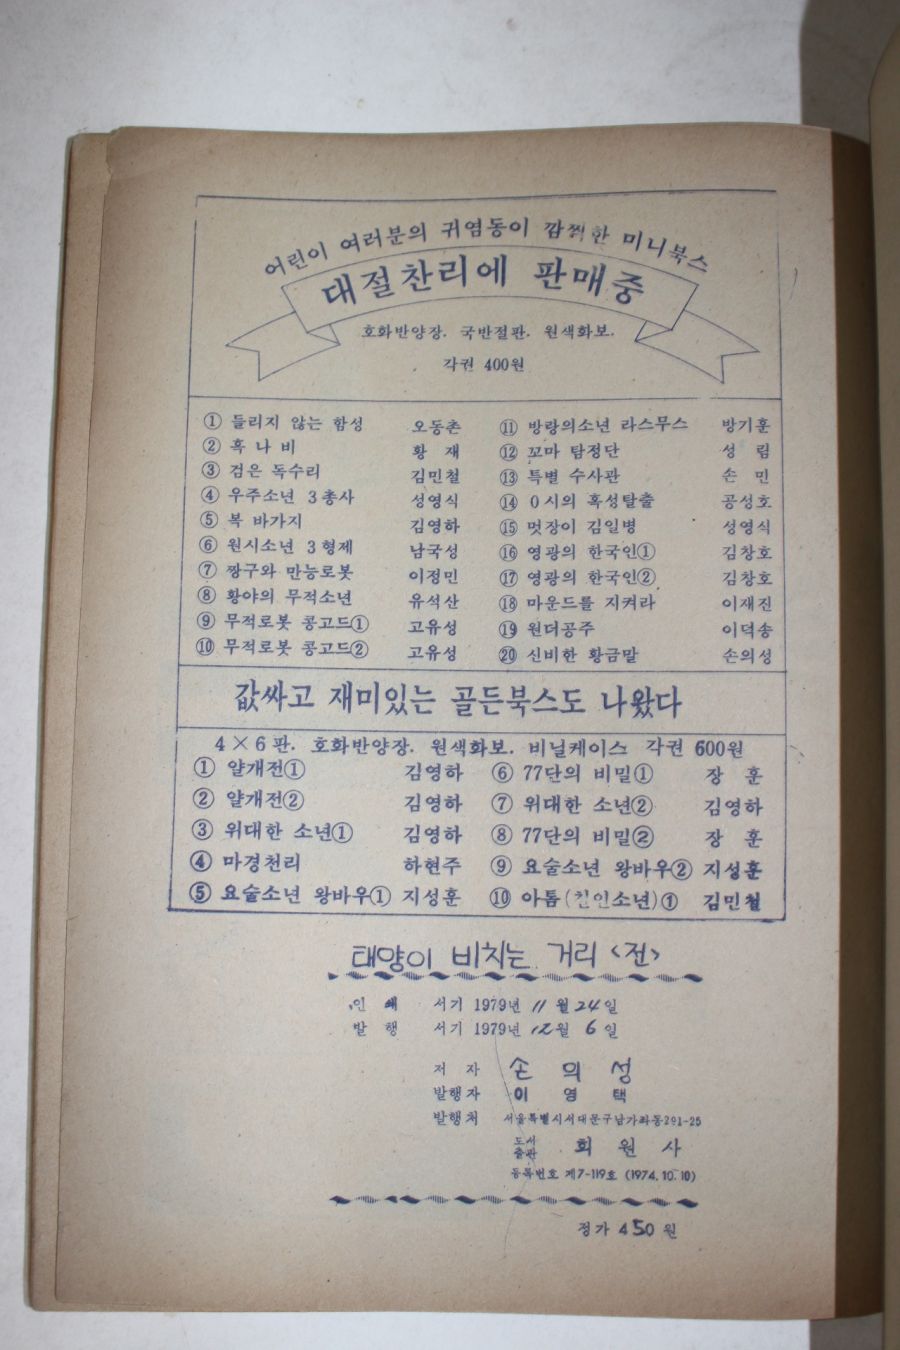 어린이 여러분의 귀염동이 깜찍한 미니북스
대절찬리에 판매중
호화반양장. 국반절판. 원색화보.
각권 400원
① 들리지 않는 함성 오동촌
② 흑 나 비 황 재
③ 검은 독수리 김민철
④ 우주소년 3총사 성영식
⑤ 복 바가지 김영하
⑥ 원시소년 3형제 남국성
⑦ 짱구와 만능로봇 이정민
⑧ 황야의 무적소년 유석산
⑨ 무적로봇 콩고드① 고유성
⑩ 무적로봇 콩고드② 고유성
⑪ 방랑의소년 라스무스 방기훈
⑫ 꼬마 탐정단 성 림
⑬ 특별 수사관 손 민
⑭ 0시의 혹성탈출 공성호
⑮ 멋장이 김일병 성영식
⑯ 영광의 한국인① 김창호
⑰ 영광의 한국인② 김창호
⑱ 마운드를 지켜라 이재진
⑲ 원더공주 이덕송
⑳ 신비한 황금말 손의성
값싸고 재미있는 골든북스도 나왔다
4×6판. 호화반양장. 원색화보. 비닐케이스 각권 600원
① 얄개전① 김영하
② 얄개전② 김영하
③ 위대한 소년① 김영하
④ 마경천리 하현주
⑤ 요술소년 왕바우① 지성훈
⑥ 77단의 비밀① 장 훈
⑦ 위대한 소년② 김영하
⑧ 77단의 비밀② 장 훈
⑨ 요술소년 왕바우② 지성훈
⑩ 아톰(친인소년)① 김민철
태양이 비치는 거리 <전>
인 쇄 서기 1979년 11월 24일
발 행 서기 1979년 12월 6일
저 자 손 의 성
발행자 이 영 택
발행처 서울특별시서대문구남가좌동291-25
도서출판 회 원 사
등록번호 제7-119호 (1974.10.10)
정가 450원